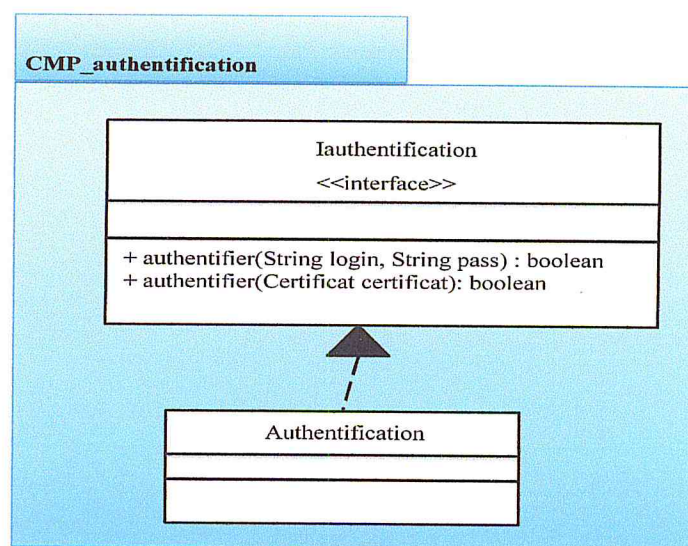 CMP_authentification
Iauthentification
<<interface>>
+ authentifier(String login, String pass) : boolean
+ authentifier(Certificat certificat): boolean
Authentification